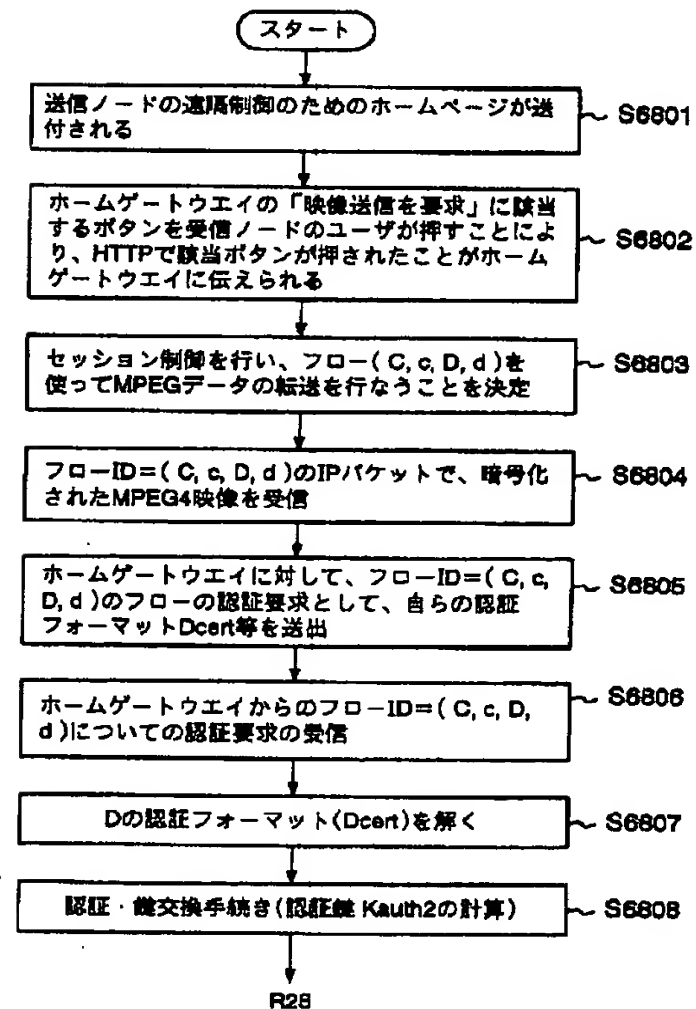 スタート
送信ノードの遠隔制御のためのホームページが送
付される
S6801
ホームゲートウエイの「映像送信を要求」に該当
するボタンを受信ノードのユーザが押すことによ
り、HTTPで該当ボタンが押されたことがホーム
ゲートウエイに伝えられる
S6802
セッション制御を行い、フロー( C, c, D, d )を
使ってMPEGデータの転送を行なうことを決定
S6803
フローID=( C, c, D, d )のIPパケットで、暗号化
されたMPEG4映像を受信
S6804
ホームゲートウエイに対して、フローID=( C, c,
D, d )のフローの認証要求として、自らの認証
フォーマットDcert等を送出
S6805
ホームゲートウエイからのフローID=( C, c, D,
d )についての認証要求の受信
S6806
Dの認証フォーマット(Dcert)を解く
S6807
認証・鍵交換手続き(認証鍵 Kauth2の計算)
S6808
R28